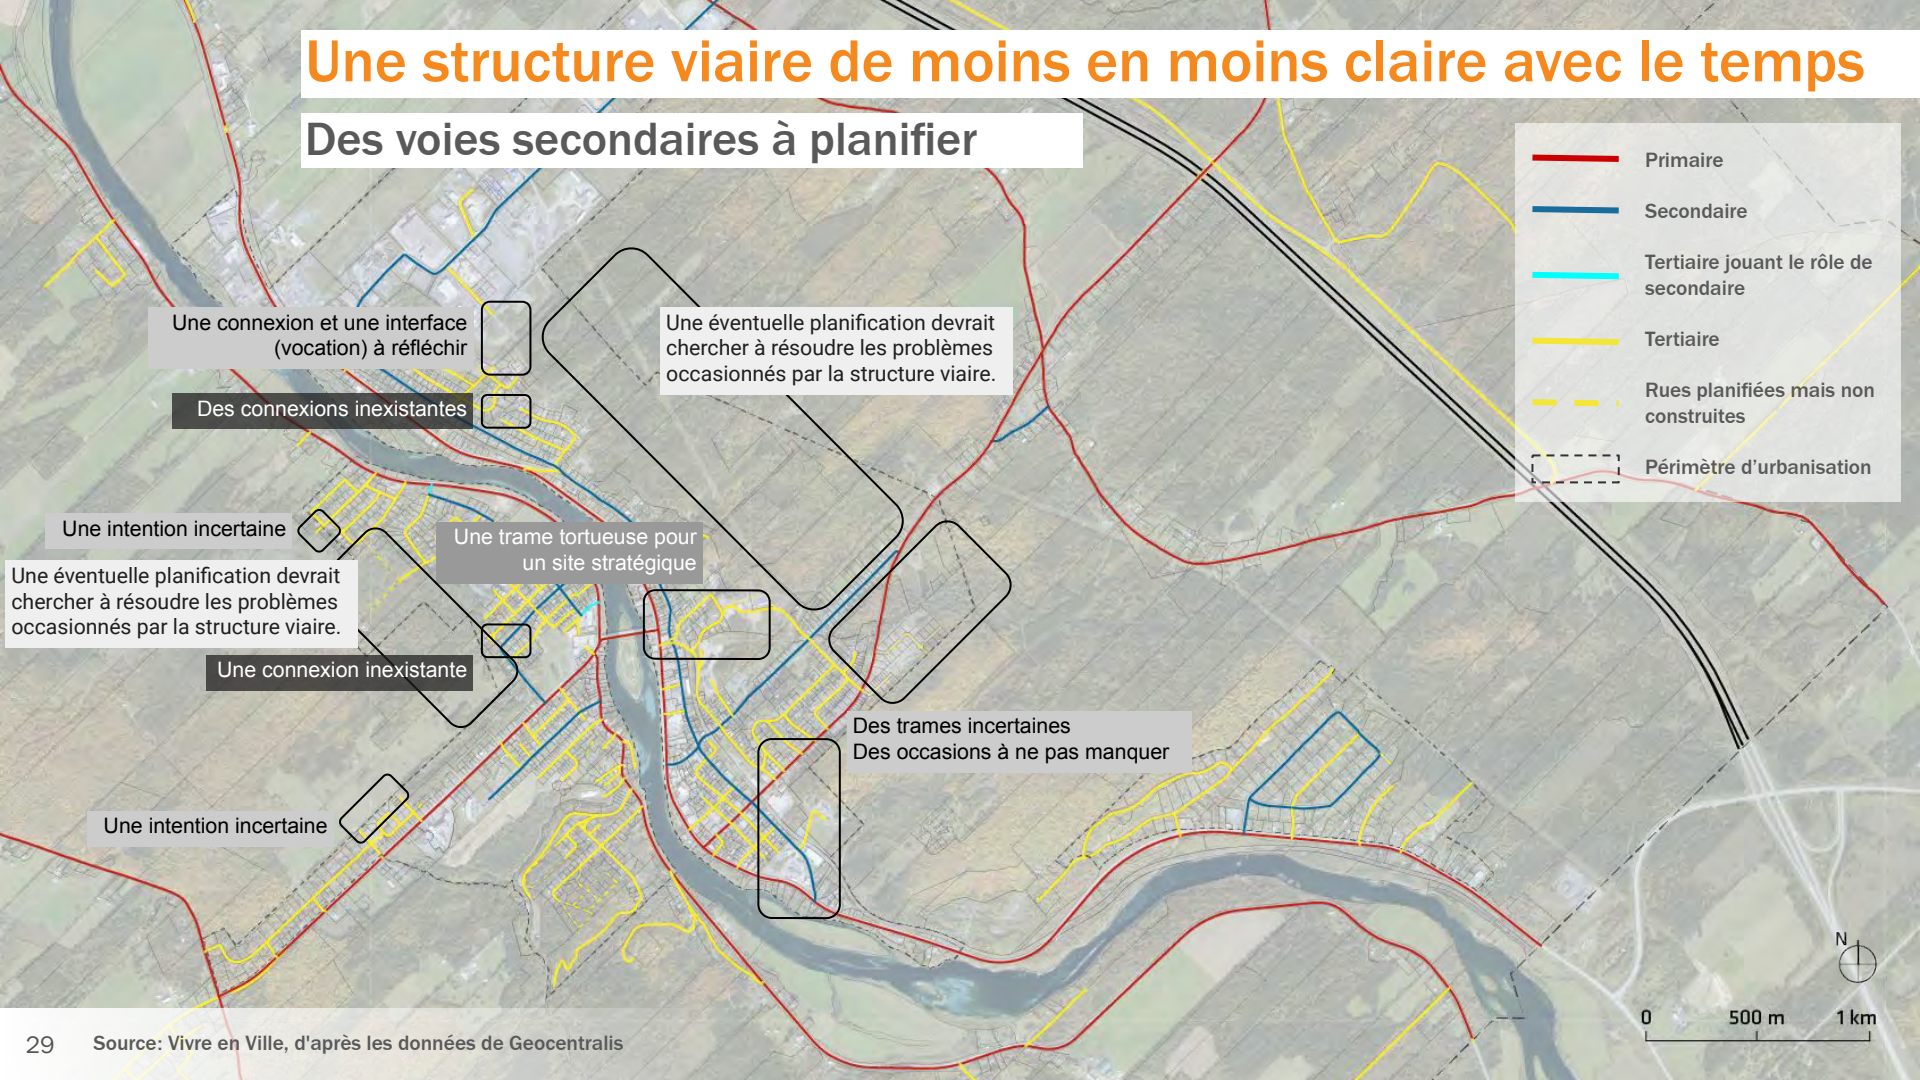 Une structure viaire de moins en moins claire avec le temps
Des voies secondaires à planifier
Primaire
Secondaire
Tertiaire jouant le rôle de
secondaire
Tertiaire
Rues planifiées mais non
construites
Périmètre d'urbanisation
Une connexion et une interface
(vocation) à réfléchir
Une éventuelle planification devrait
chercher à résoudre les problèmes
occasionnés par la structure viaire.
Des connexions inexistantes
Une intention incertaine
Une trame tortueuse pour
un site stratégique
Une éventuelle planification devrait
chercher à résoudre les problèmes
occasionnés par la structure viaire.
Une connexion inexistante
Des trames incertaines
Des occasions à ne pas manquer
Une intention incertaine
N
0 500 m 1 km
29 Source: Vivre en Ville, d'après les données de Geocentralis